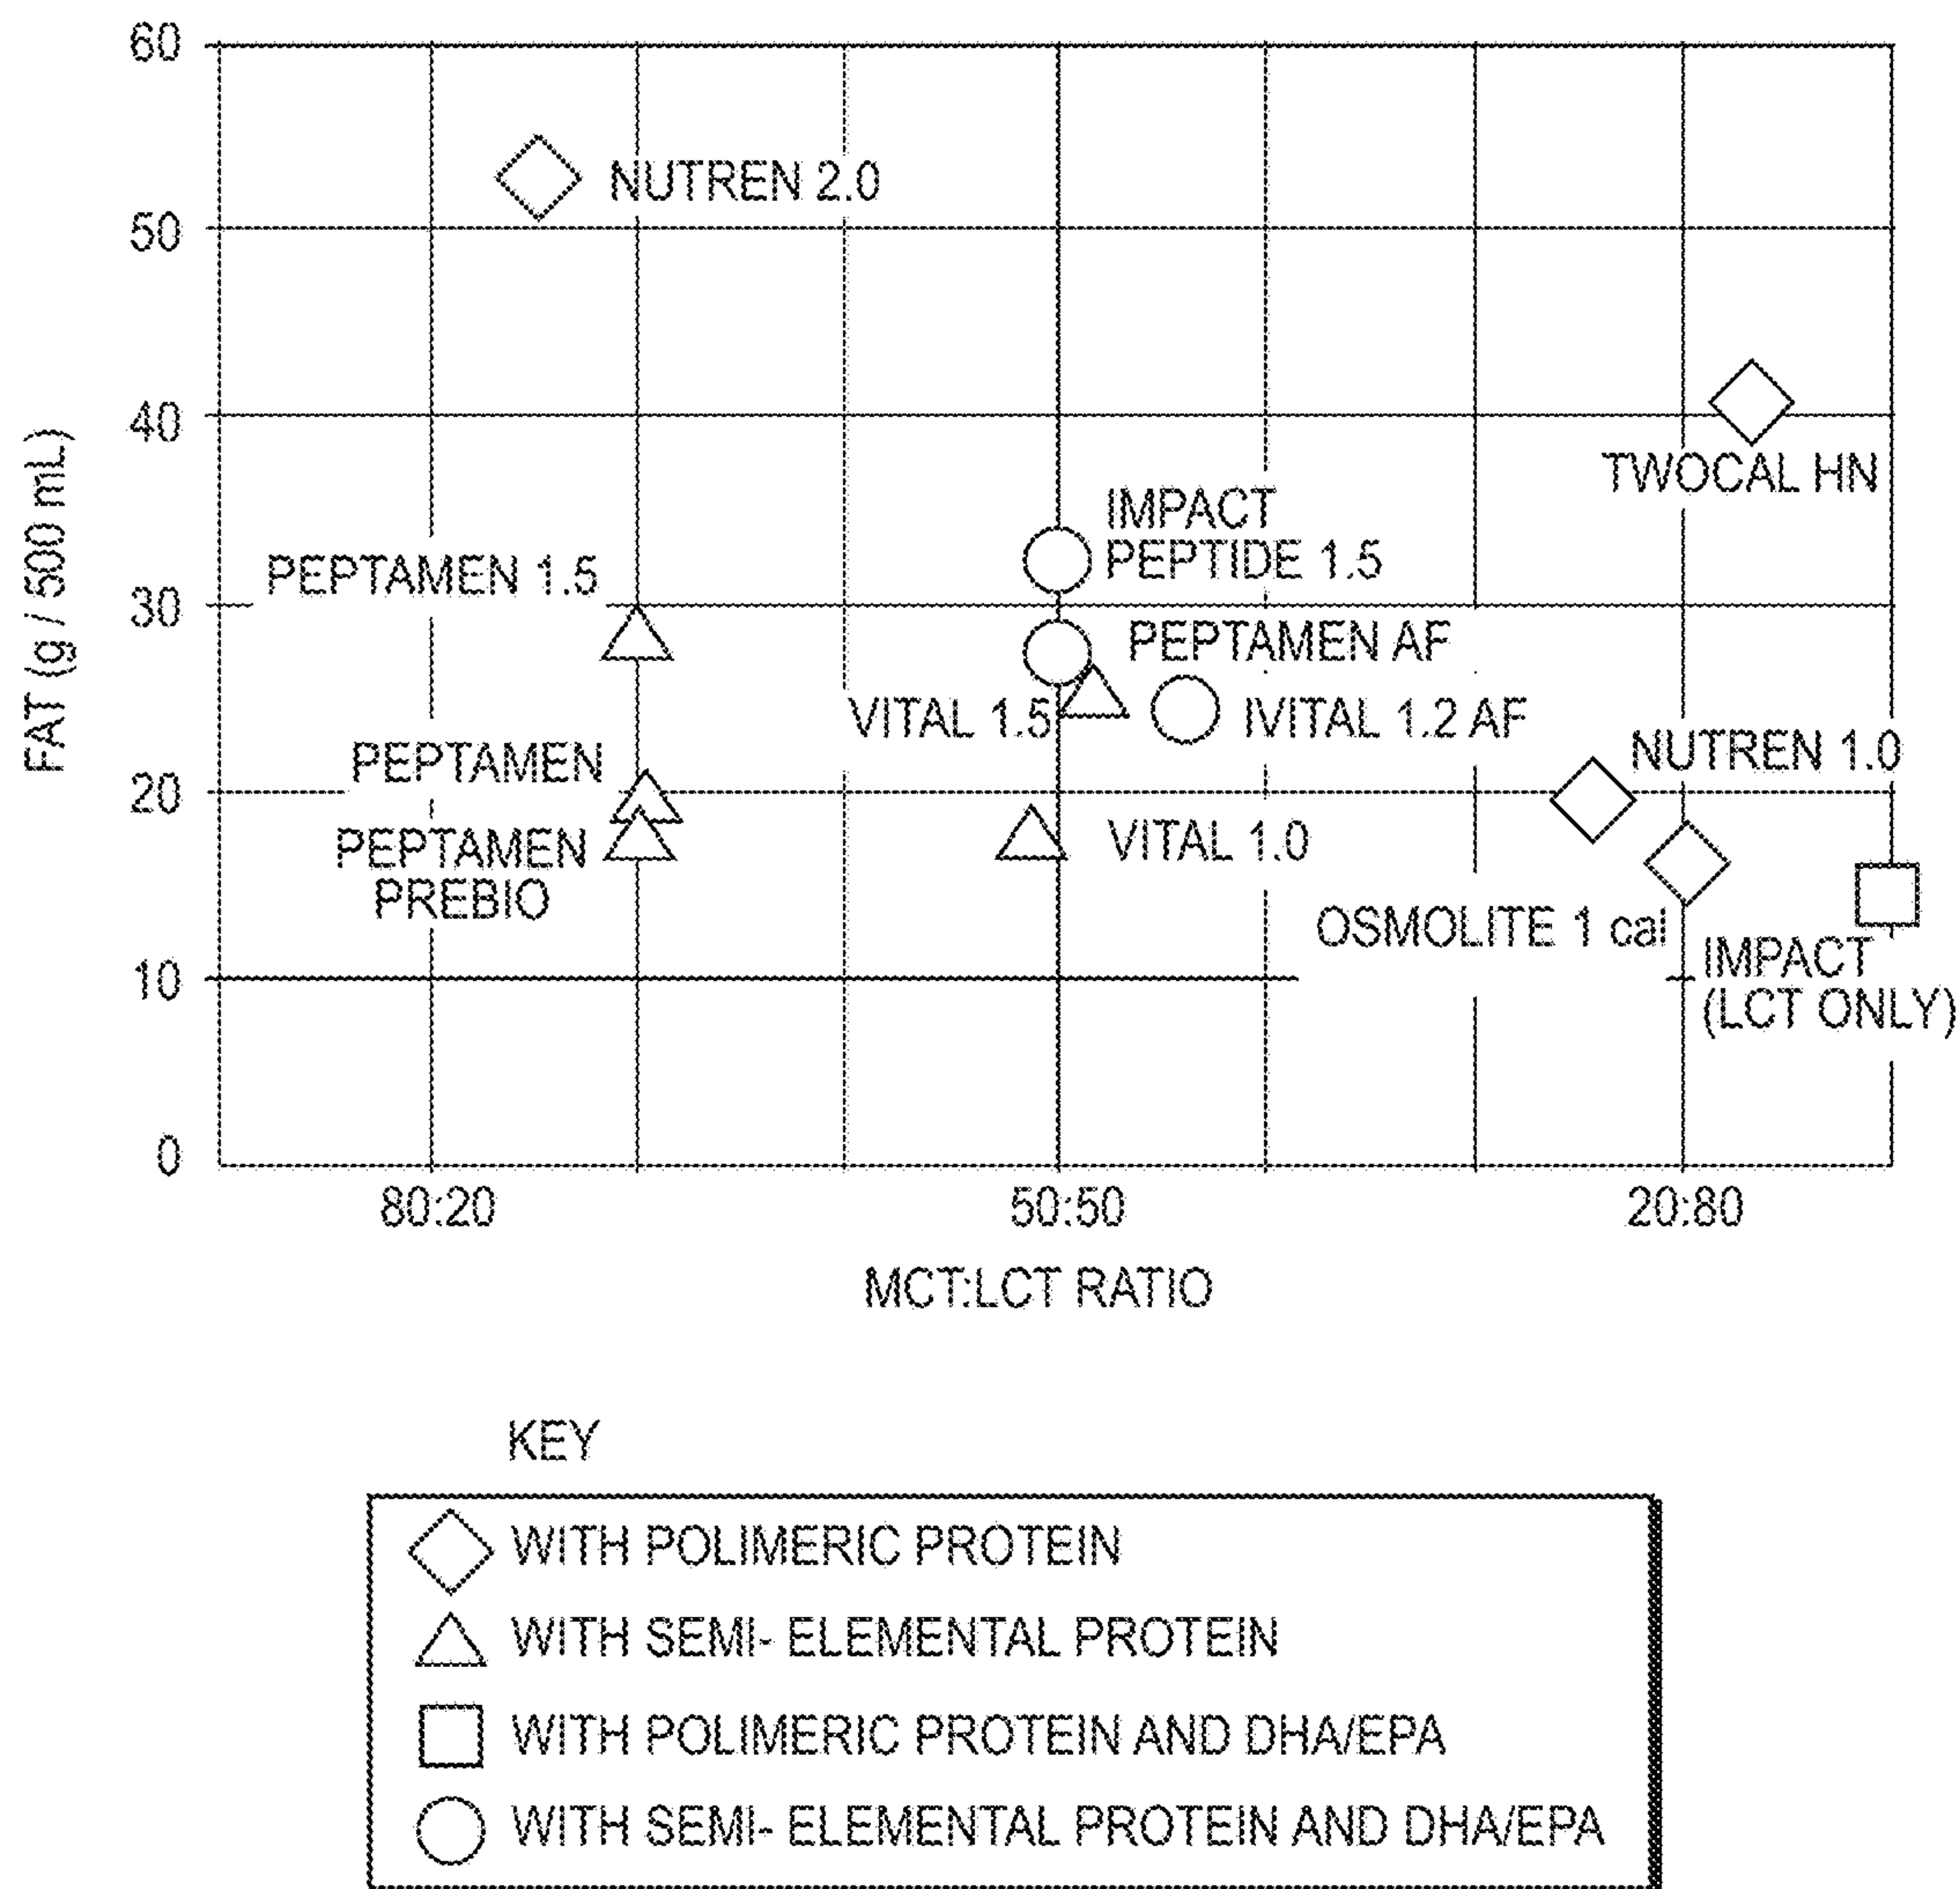 60
50
40
30
20
10
0
FAT (g / 500 mL)
NUTREN 2.0
TWOCAL HN
IMPACT
PEPTIDE 1.5
PEPTAMEN 1.5
PEPTAMEN AF
VITAL 1.5
IVITAL 1.2 AF
PEPTAMEN
NUTREN 1.0
PEPTAMEN
PREBIO
VITAL 1.0
OSMOLITE 1 cal
IMPACT
(LCT ONLY)
80:20
50:50
20:80
MCT:LCT RATIO
KEY
WITH POLIMERIC PROTEIN
WITH SEMI- ELEMENTAL PROTEIN
WITH POLIMERIC PROTEIN AND DHA/EPA
WITH SEMI- ELEMENTAL PROTEIN AND DHA/EPA